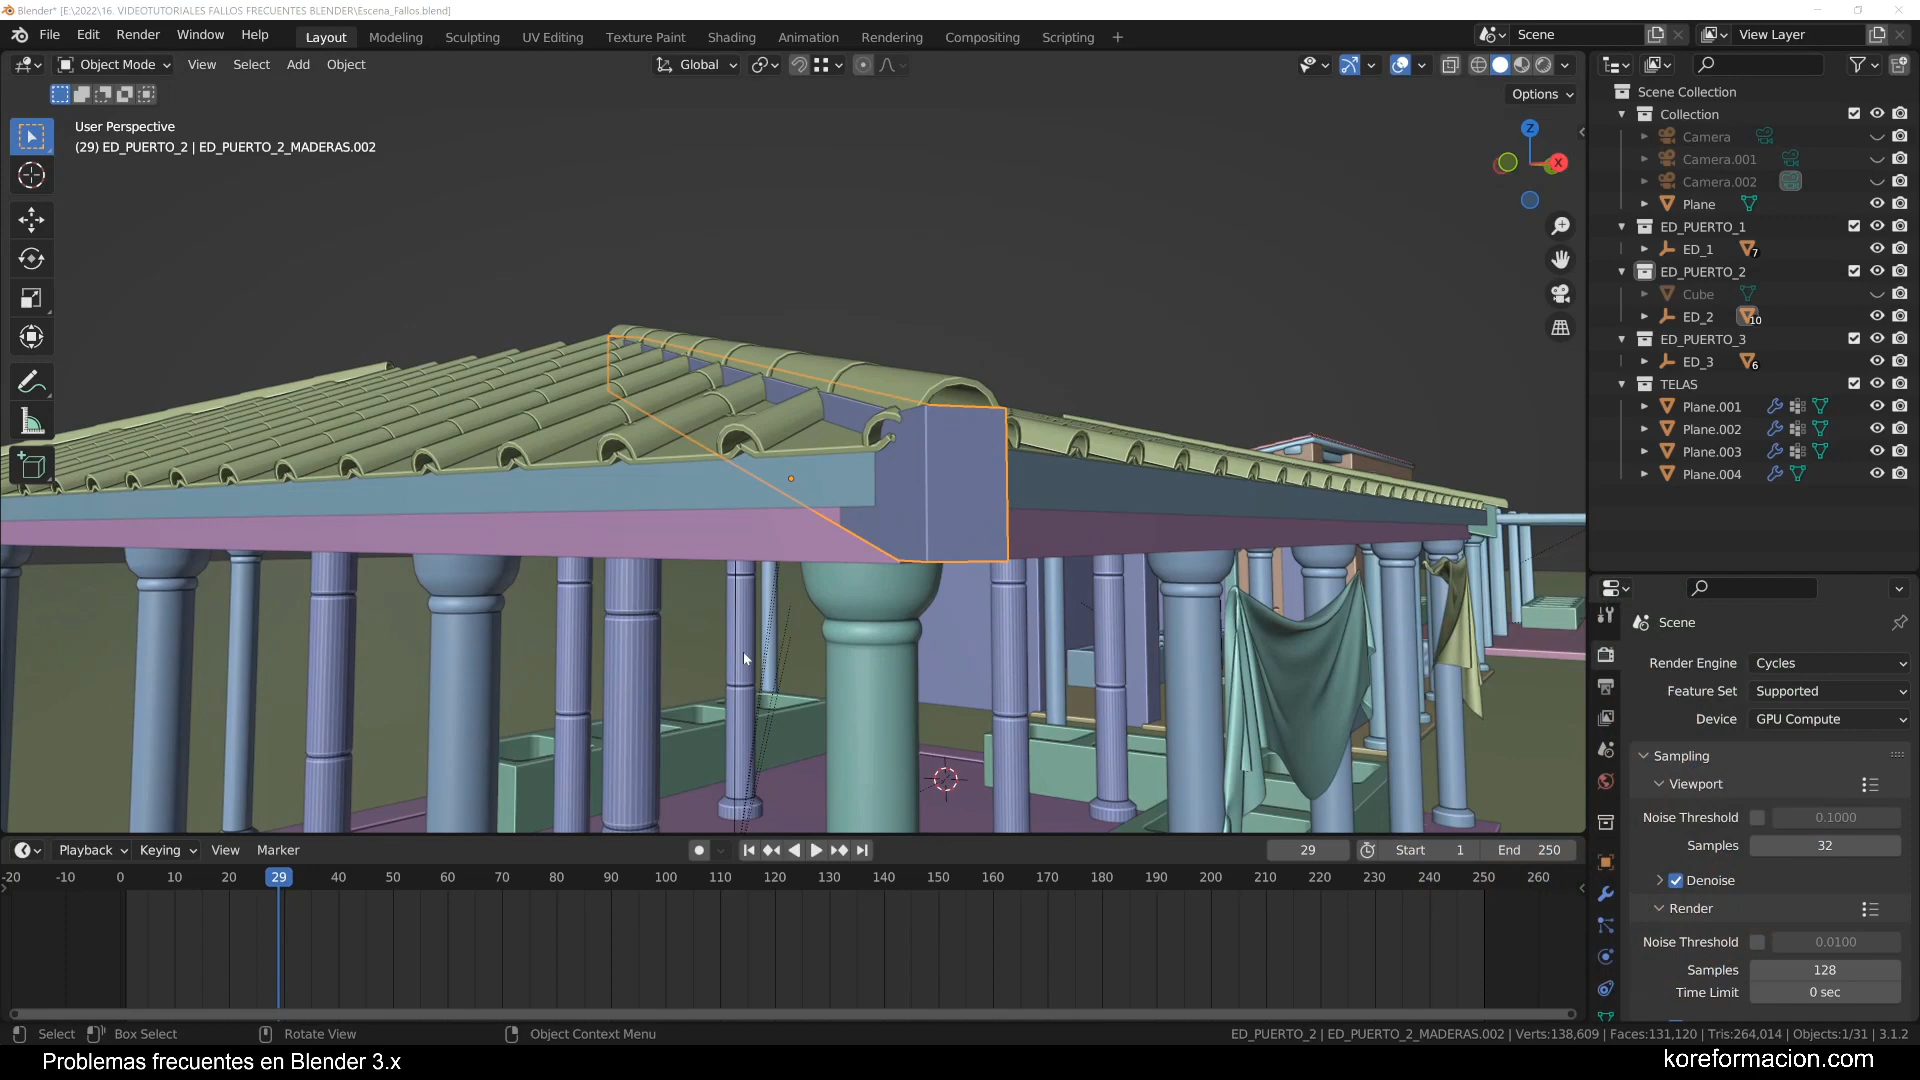 Blender* [E:\2022\16. VIDEOTUTORIALES FALLOS FRECUENTES BLENDER\Escena_Fallos.blend]
File Edit Render Window Help Layout Modeling Sculpting UV Editing Texture Paint Shading Animation Rendering Compositing Scripting + Scene View Layer
Object Mode View Select Add Object Global
Options
User Perspective
(29) ED_PUERTO_2 | ED_PUERTO_2_MADERAS.002
Z
X
Scene Collection
Collection
Camera
Camera.001
Camera.002
Plane
ED_PUERTO_1
ED_1 7
ED_PUERTO_2
Cube
ED_2 10
ED_PUERTO_3
ED_3 6
TELAS
Plane.001
Plane.002
Plane.003
Plane.004
Scene
Render Engine Cycles
Feature Set Supported
Device GPU Compute
Sampling
Viewport
Noise Threshold 0.1000
Samples 32
Denoise
Render
Noise Threshold 0.0100
Samples 128
Time Limit 0 sec
Playback Keying View Marker 29 Start 1 End 250
-20 -10 0 10 20 29 40 50 60 70 80 90 100 110 120 130 140 150 160 170 180 190 200 210 220 230 240 250 260
Select Box Select Rotate View Object Context Menu ED_PUERTO_2 | ED_PUERTO_2_MADERAS.002 | Verts:138,609 | Faces:131,120 | Tris:264,014 | Objects:1/31 | 3.1.2
Problemas frecuentes en Blender 3.x koreformacion.com